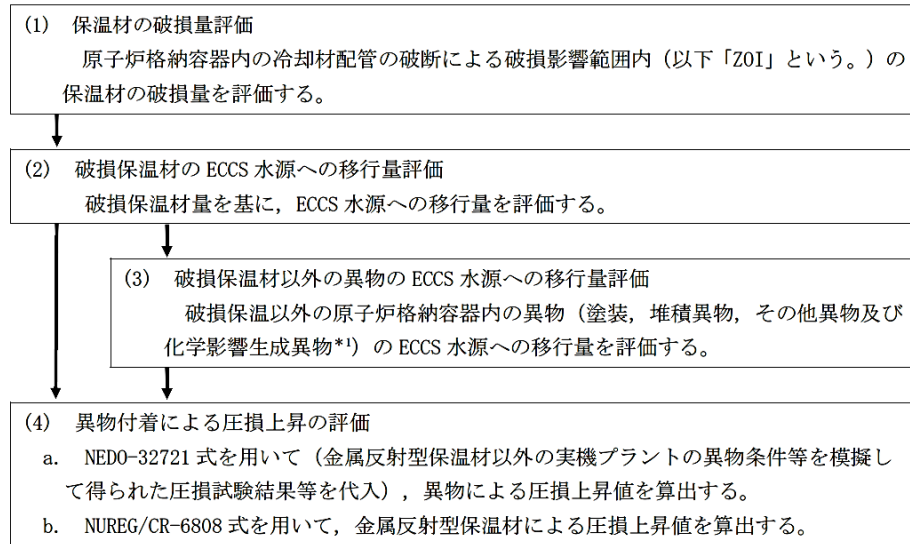 (1) 保温材の破損量評価
原子炉格納容器内の冷却材配管の破断による破損影響範囲内（以下「ZOI」という。）の
保温材の破損量を評価する。
(2) 破損保温材の ECCS 水源への移行量評価
破損保温材量を基に，ECCS 水源への移行量を評価する。
(3) 破損保温材以外の異物の ECCS 水源への移行量評価
破損保温以外の原子炉格納容器内の異物（塗装，堆積異物，その他異物及び
化学影響生成異物*1）の ECCS 水源への移行量を評価する。
(4) 異物付着による圧損上昇の評価
a. NEDO-32721 式を用いて（金属反射型保温材以外の実機プラントの異物条件等を模擬し
て得られた圧損試験結果等を代入），異物による圧損上昇値を算出する。
b. NUREG/CR-6808 式を用いて，金属反射型保温材による圧損上昇値を算出する。